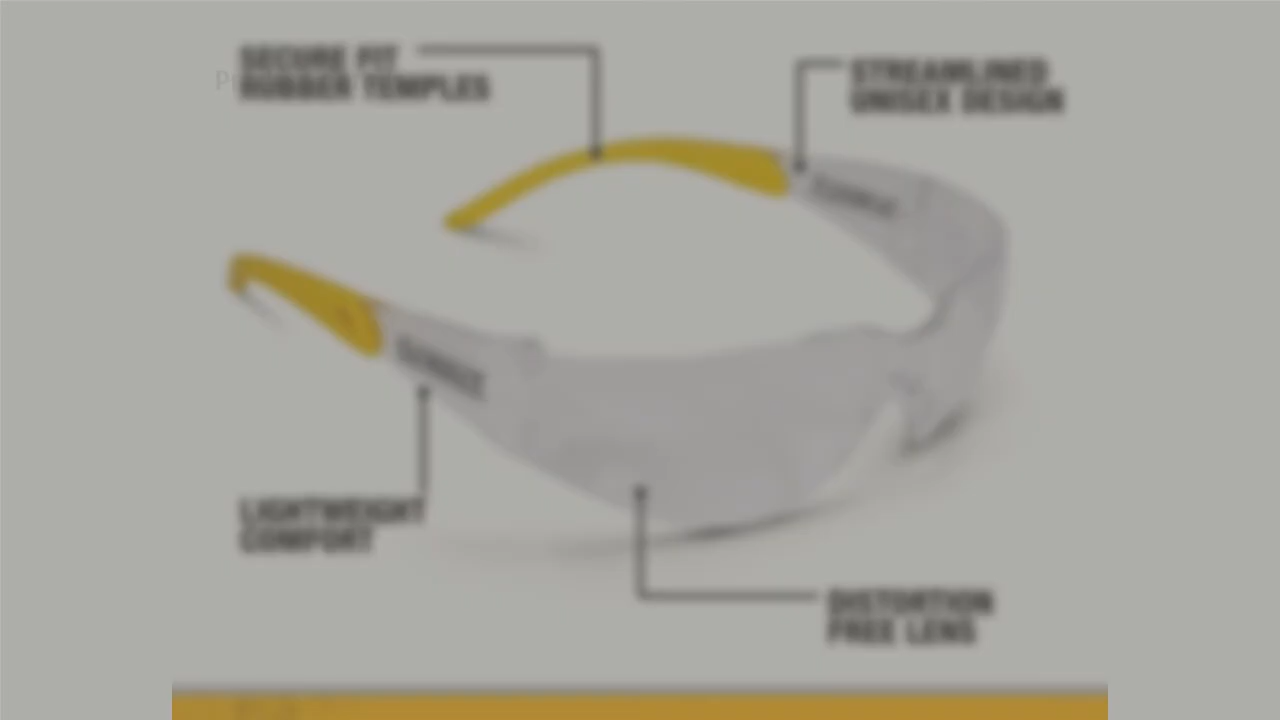 SECURE FIT
RUBBER TEMPLES
STREAMLINED
UNISEX DESIGN
LIGHTWEIGHT
COMFORT
DISTORTION
FREE LENS